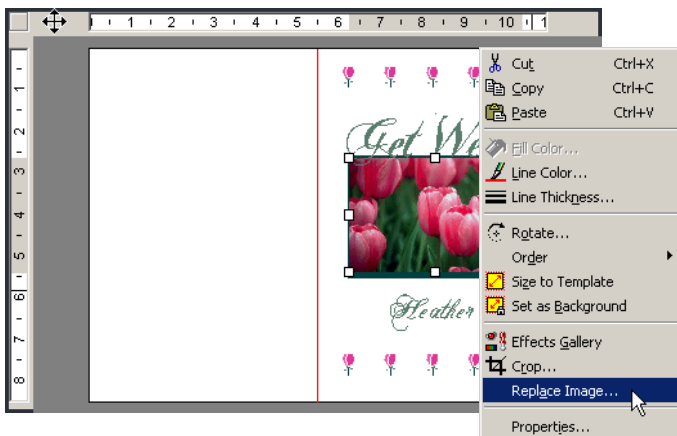 1 2 3 4 5 6 7 8 9 10 1
1
2
3
4
5
6
7
8
Get We
Heather
Cut Ctrl+X
Copy Ctrl+C
Paste Ctrl+V
Fill Color...
Line Color...
Line Thickness...
Rotate...
Order
Size to Template
Set as Background
Effects Gallery
Crop...
Replace Image...
Properties...